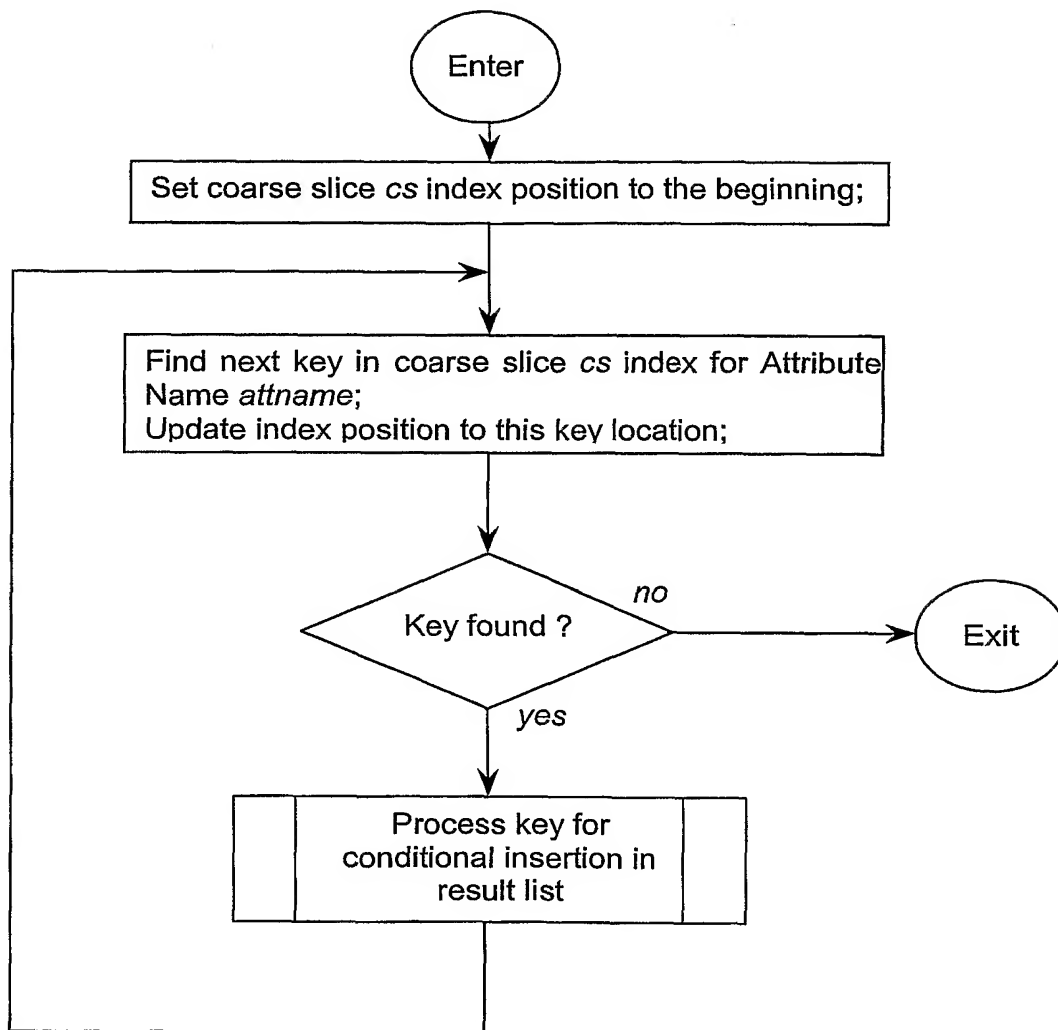 Enter
Set coarse slice cs index position to the beginning;
Find next key in coarse slice cs index for Attribute
Name attname;
Update index position to this key location;
Key found ?
no
Exit
yes
Process key for
conditional insertion in
result list